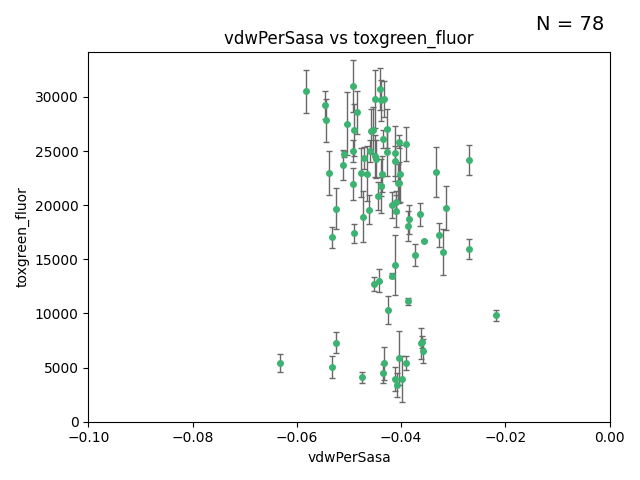 N = 78
vdwPerSasa vs toxgreen_fluor
toxgreen_fluor
30000
25000
20000
15000
10000
5000
0
−0.10 −0.08 −0.06 −0.04 −0.02 0.00
vdwPerSasa